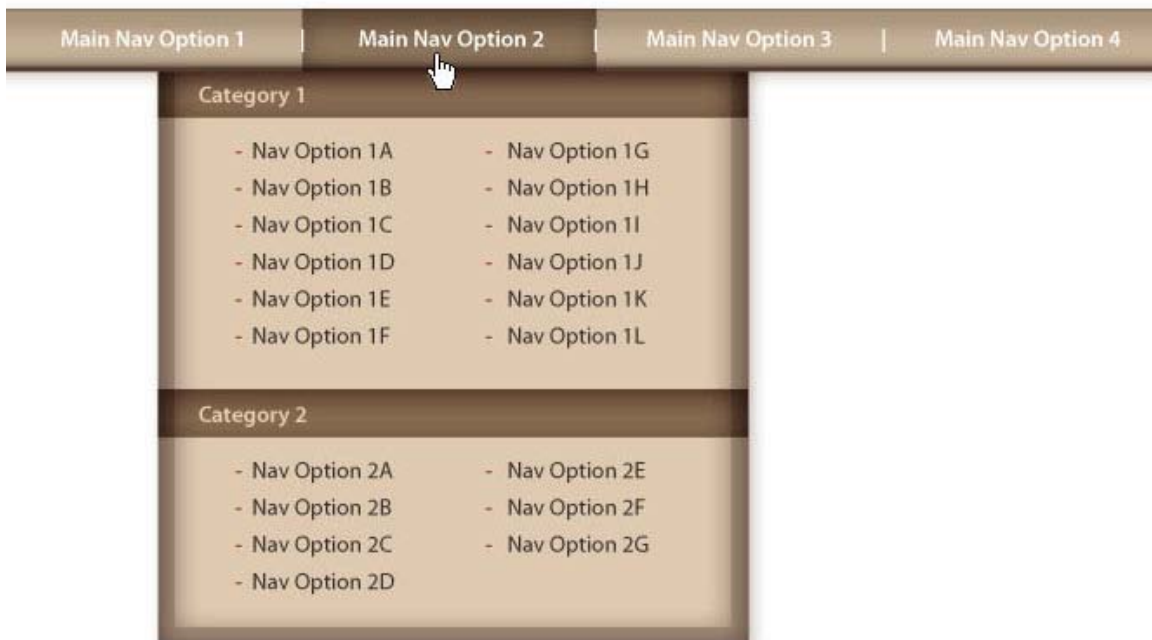 Main Nav Option 1 | Main Nav Option 2 | Main Nav Option 3 | Main Nav Option 4
Category 1
- Nav Option 1A
- Nav Option 1B
- Nav Option 1C
- Nav Option 1D
- Nav Option 1E
- Nav Option 1F
- Nav Option 1G
- Nav Option 1H
- Nav Option 1I
- Nav Option 1J
- Nav Option 1K
- Nav Option 1L
Category 2
- Nav Option 2A
- Nav Option 2B
- Nav Option 2C
- Nav Option 2D
- Nav Option 2E
- Nav Option 2F
- Nav Option 2G